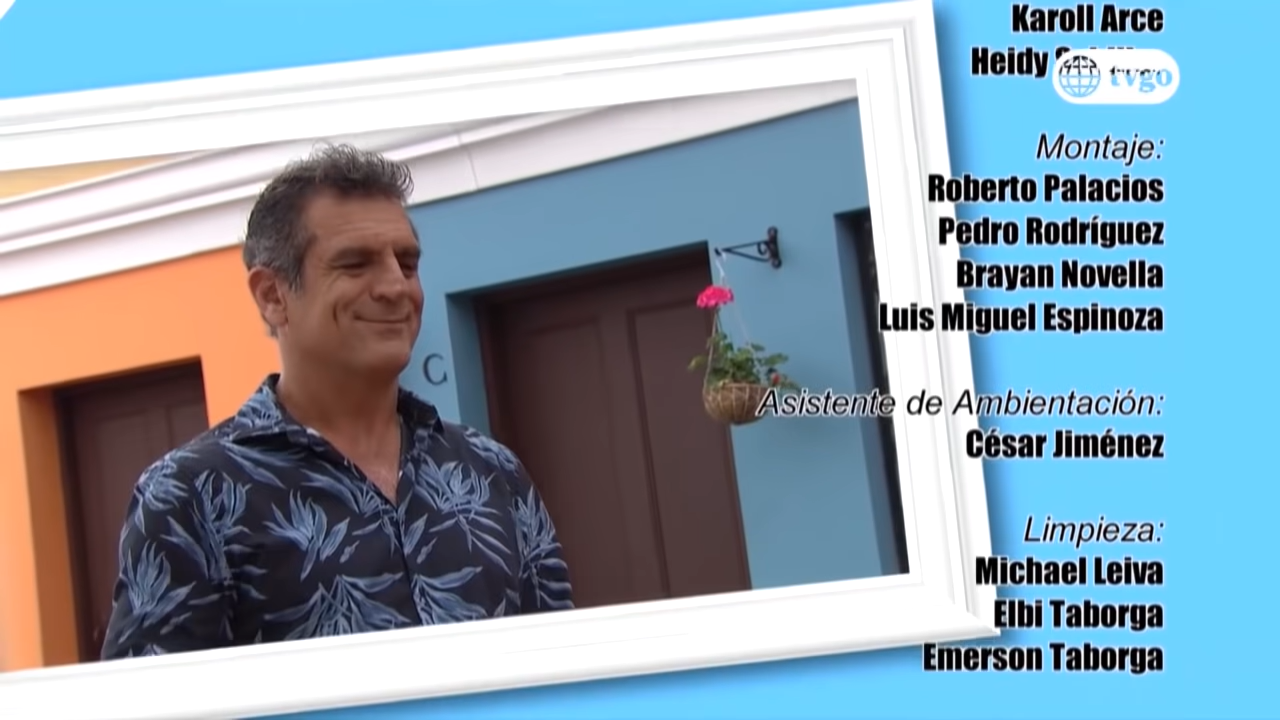 Karoll Arce
Heidy
tvgo
Montaje:
Roberto Palacios
Pedro Rodríguez
Brayan Novella
Luis Miguel Espinoza
G
Asistente de Ambientación:
César Jiménez
Limpieza:
Michael Leiva
Elbi Taborga
Emerson Taborga